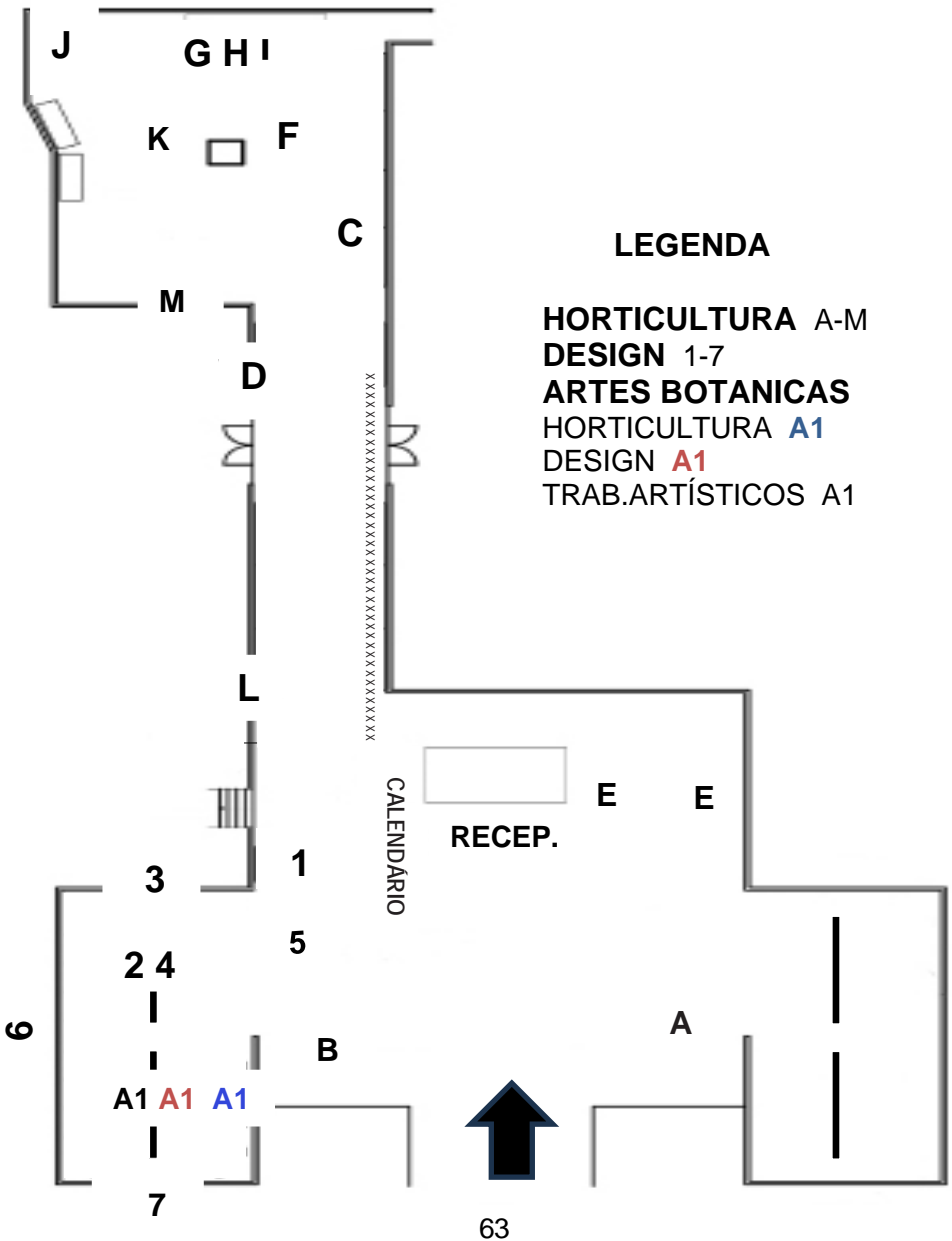 J
G H I
K
F
C
LEGENDA
HORTICULTURA A-M
DESIGN 1-7
ARTES BOTANICAS
HORTICULTURA A1
DESIGN A1
TRAB.ARTÍSTICOS A1
M
D
xxxxxxxxxxxxxxxxxxxxxxxxxxxxxxxxxxxxxxxx
L
CALENDÁRIO
E E
RECEP.
1
3
5
2 4
6
A
B
A1 A1 A1
7
63